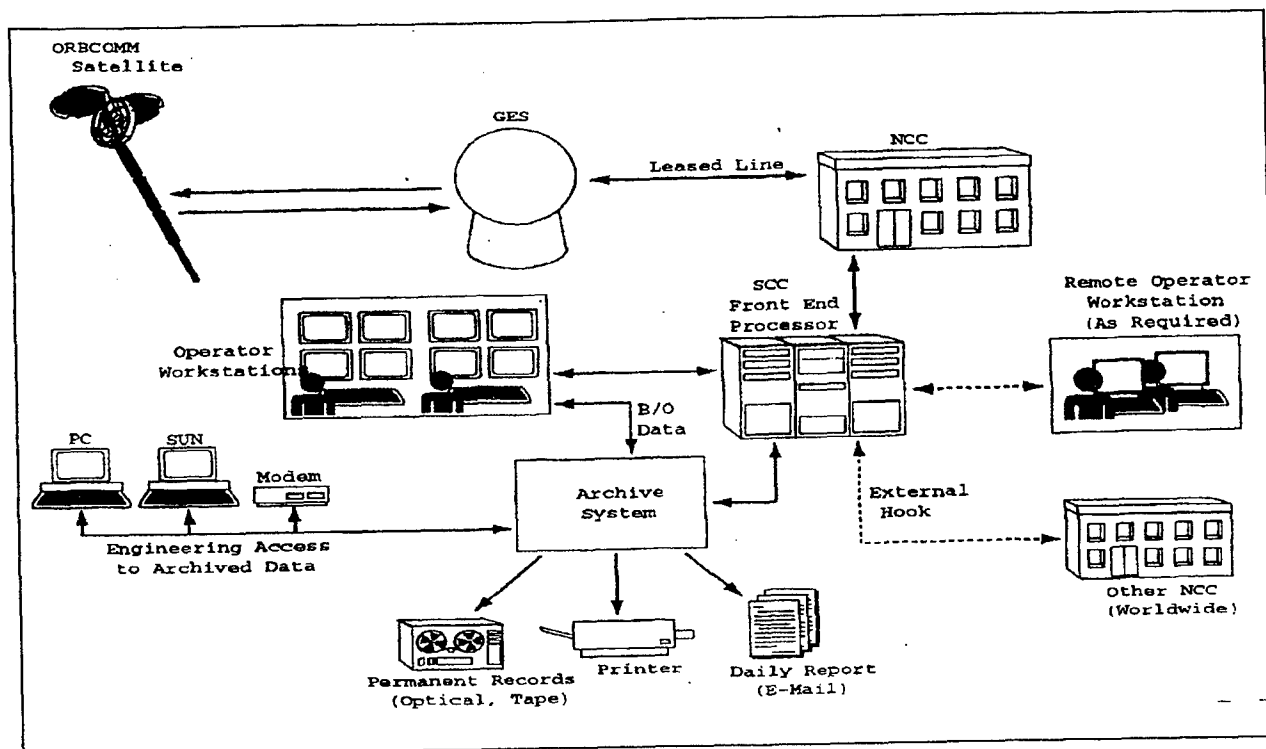 ORBCOMM
Satellite
GES
Leased Line
NCC
SCC
Front End
Processor
Remote Operator
Workstation
(As Required)
Operator
Workstations
B/O
Data
PC
SUN
Modem
Archive
System
External
Hook
Engineering Access
to Archived Data
Other NCC
(Worldwide)
Permanent Records
(Optical, Tape)
Printer
Daily Report
(E-Mail)